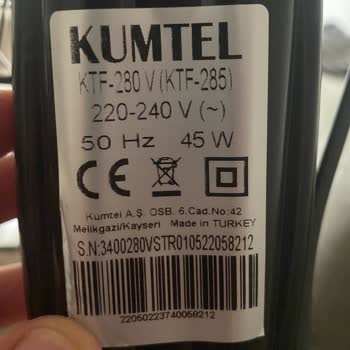 KUMTEL
KTF-280 V (KTF-285)
220-240 V (~)
50 Hz 45 W
CE
Kumtel A.Ş. OSB. 6.Cad.No:42
Melikgazi/Kayseri Made in TURKEY
S.N:3400280VSTR010522058212
22050223740058212